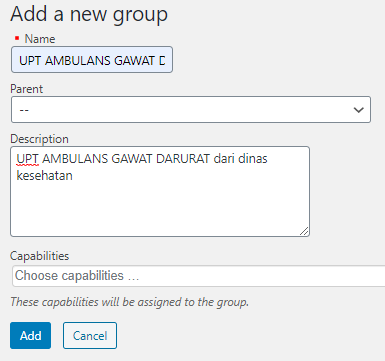 Add a new group
Name
UPT AMBULANS GAWAT D
Parent
--
Description
UPT AMBULANS GAWAT DARURAT dari dinas
kesehatan
Capabilities
Choose capabilities ...
These capabilities will be assigned to the group.
Add Cancel